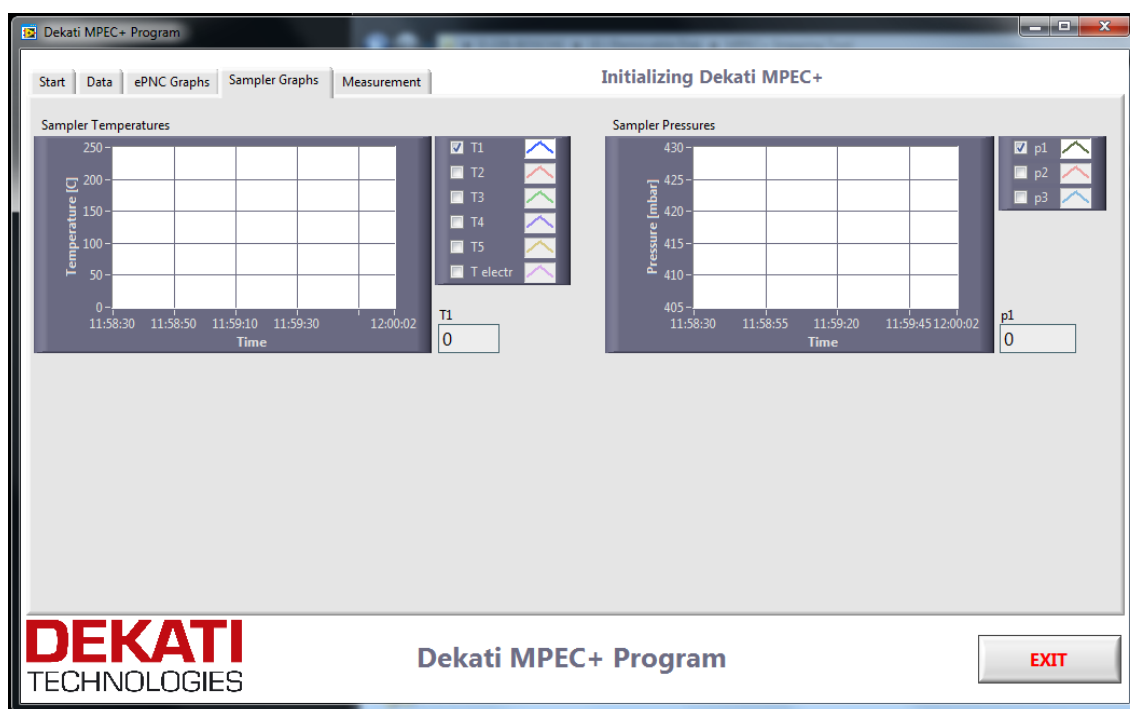 Dekati MPEC+ Program
Start Data ePNC Graphs Sampler Graphs Measurement
Initializing Dekati MPEC+
Sampler Temperatures
250
200
150
100
50
0
Temperature [C]
11:58:30 11:58:50 11:59:10 11:59:30 12:00:02
Time
T1
T2
T3
T4
T5
T electr
T1
0
Sampler Pressures
430
425
420
415
410
405
Pressure [mbar]
11:58:30 11:58:55 11:59:20 11:59:45 12:00:02
Time
p1
p2
p3
p1
0
DEKATI
TECHNOLOGIES
Dekati MPEC+ Program
EXIT